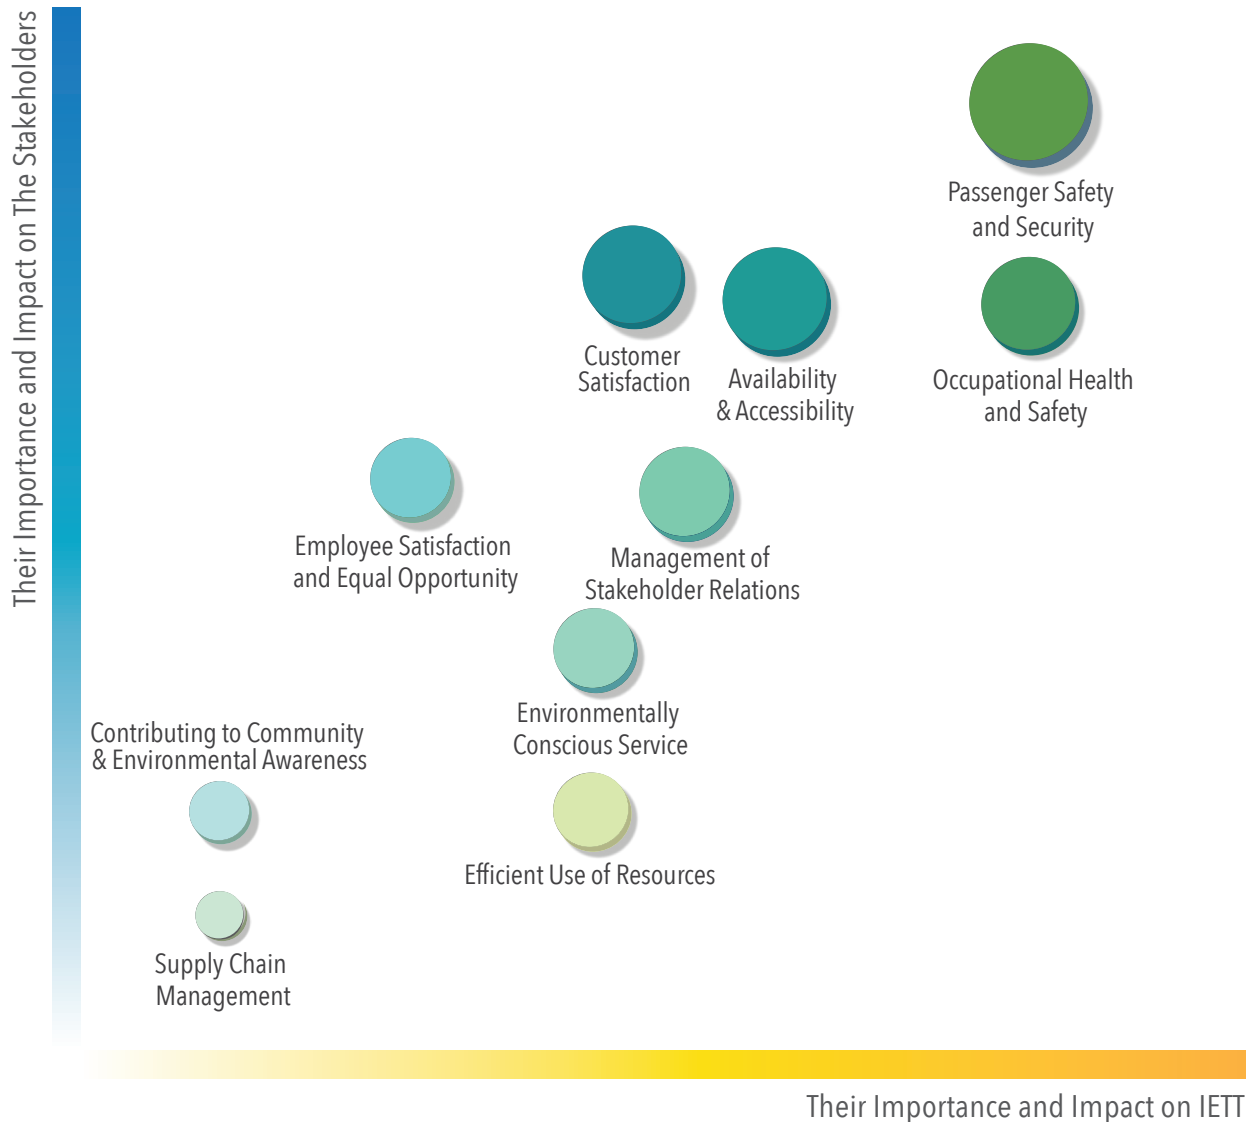 Their Importance and Impact on The Stakeholders
Passenger Safety
and Security
Customer
Satisfaction
Availability
& Accessibility
Occupational Health
and Safety
Employee Satisfaction
and Equal Opportunity
Management of
Stakeholder Relations
Environmentally
Conscious Service
Contributing to Community
& Environmental Awareness
Efficient Use of Resources
Supply Chain
Management
Their Importance and Impact on IETT